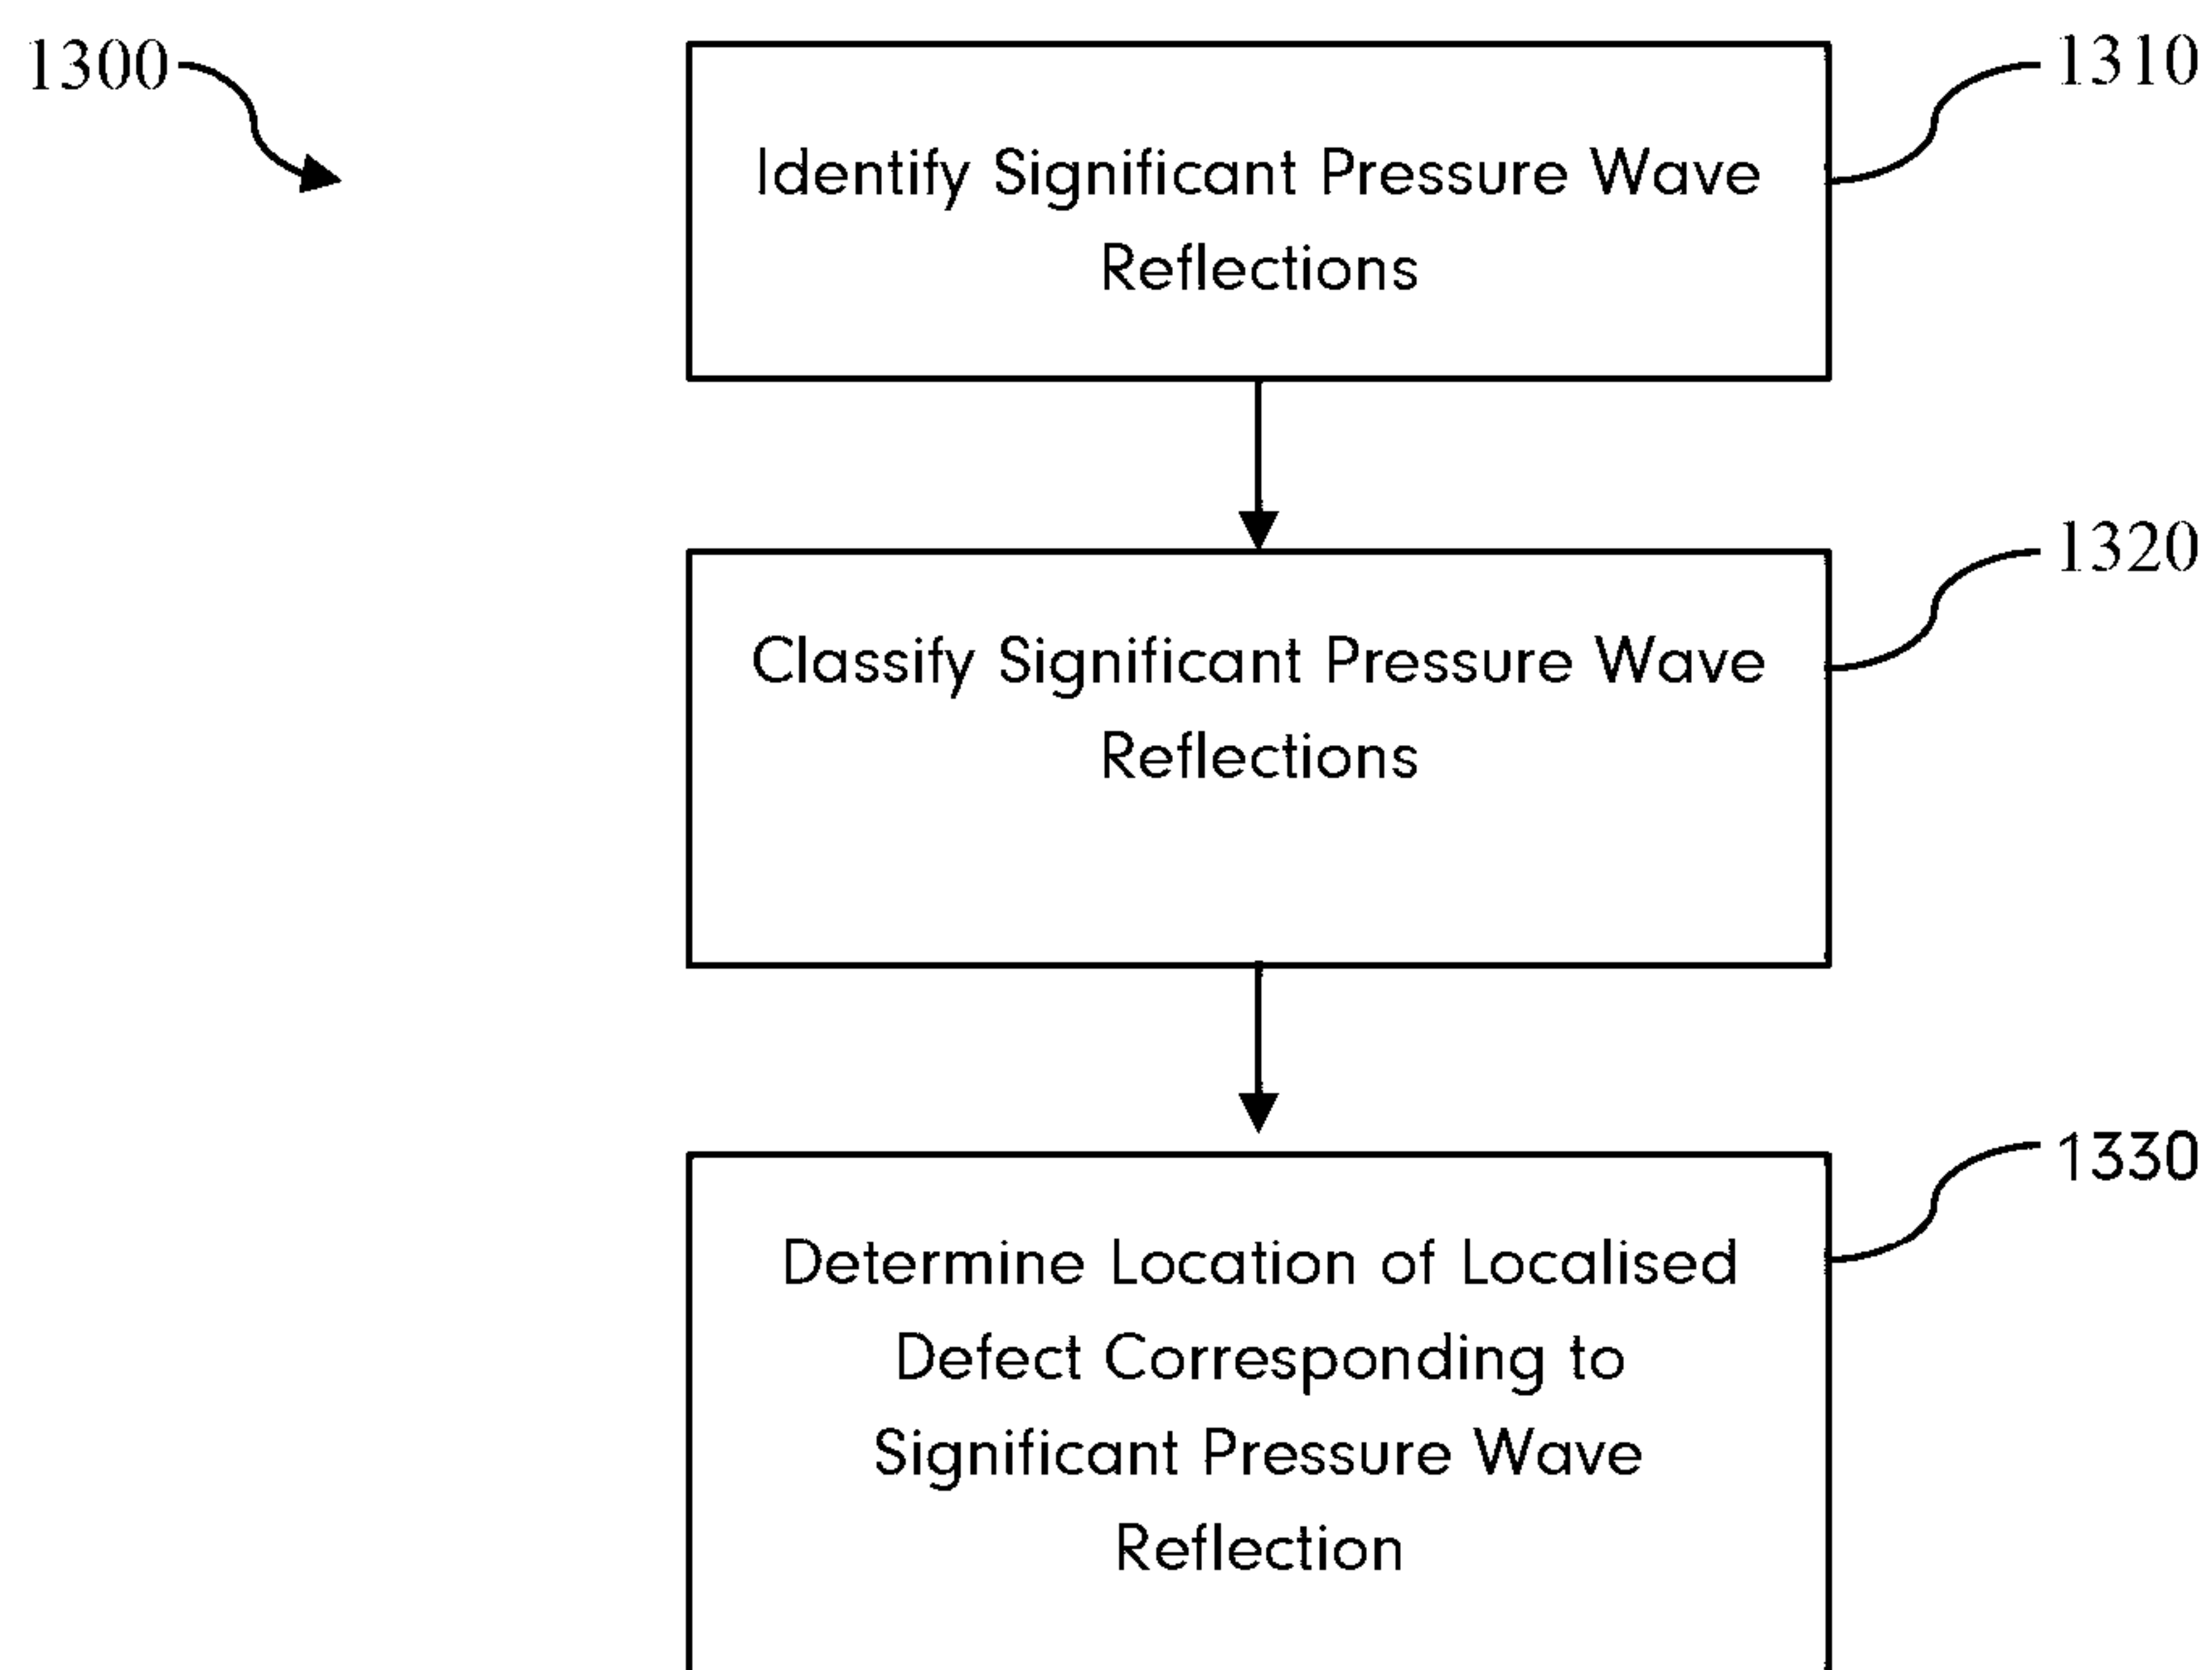 1300
1310
Identify Significant Pressure Wave
Reflections
1320
Classify Significant Pressure Wave
Reflections
1330
Determine Location of Localised
Defect Corresponding to
Significant Pressure Wave
Reflection